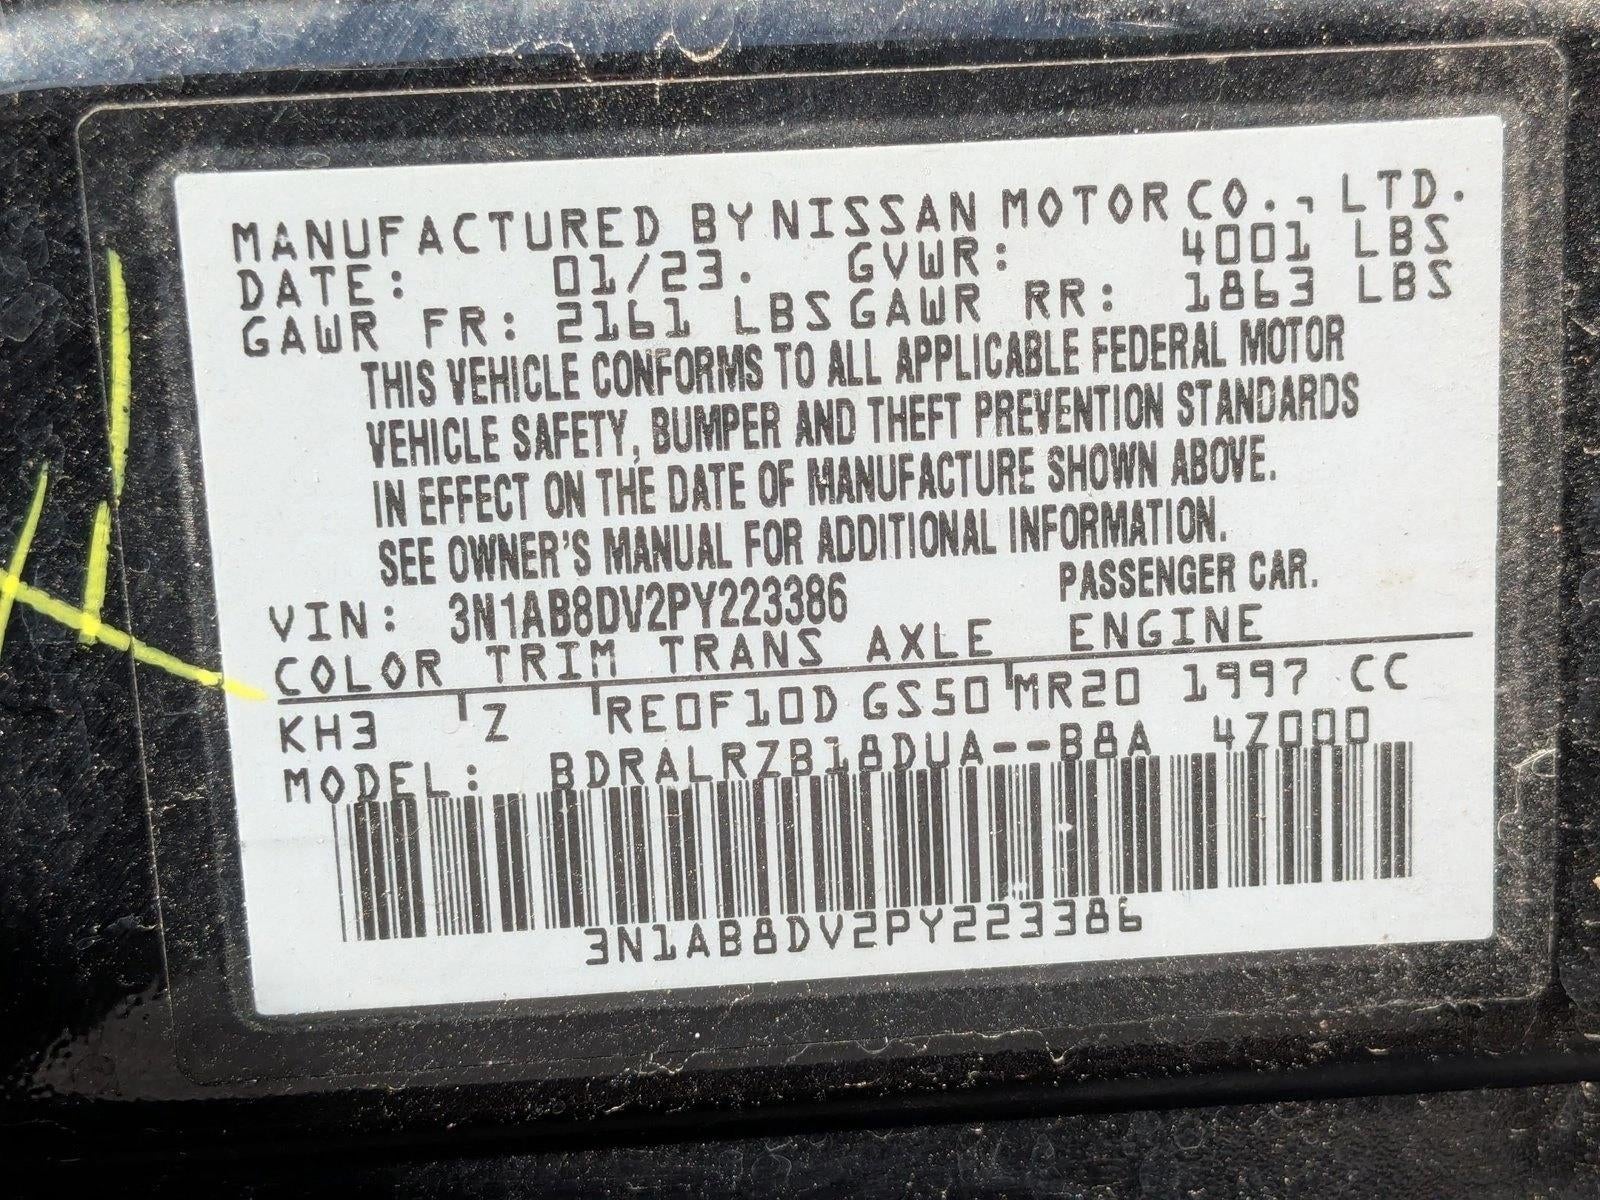 MANUFACTURED BY NISSAN MOTOR CO., LTD.
DATE: 01/23. GVWR: 4001 LBS
GAWR FR: 2161 LBS GAWR RR: 1863 LBS
THIS VEHICLE CONFORMS TO ALL APPLICABLE FEDERAL MOTOR
VEHICLE SAFETY, BUMPER AND THEFT PREVENTION STANDARDS
IN EFFECT ON THE DATE OF MANUFACTURE SHOWN ABOVE.
SEE OWNER'S MANUAL FOR ADDITIONAL INFORMATION.
VIN: 3N1AB8DV2PY223386 PASSENGER CAR.
COLOR TRIM TRANS AXLE ENGINE
KH3 Z RE0F10D GS50 MR20 1997 CC
MODEL: BDRALRZB18DUA--B8A 4Z000
3N1AB8DV2PY223386